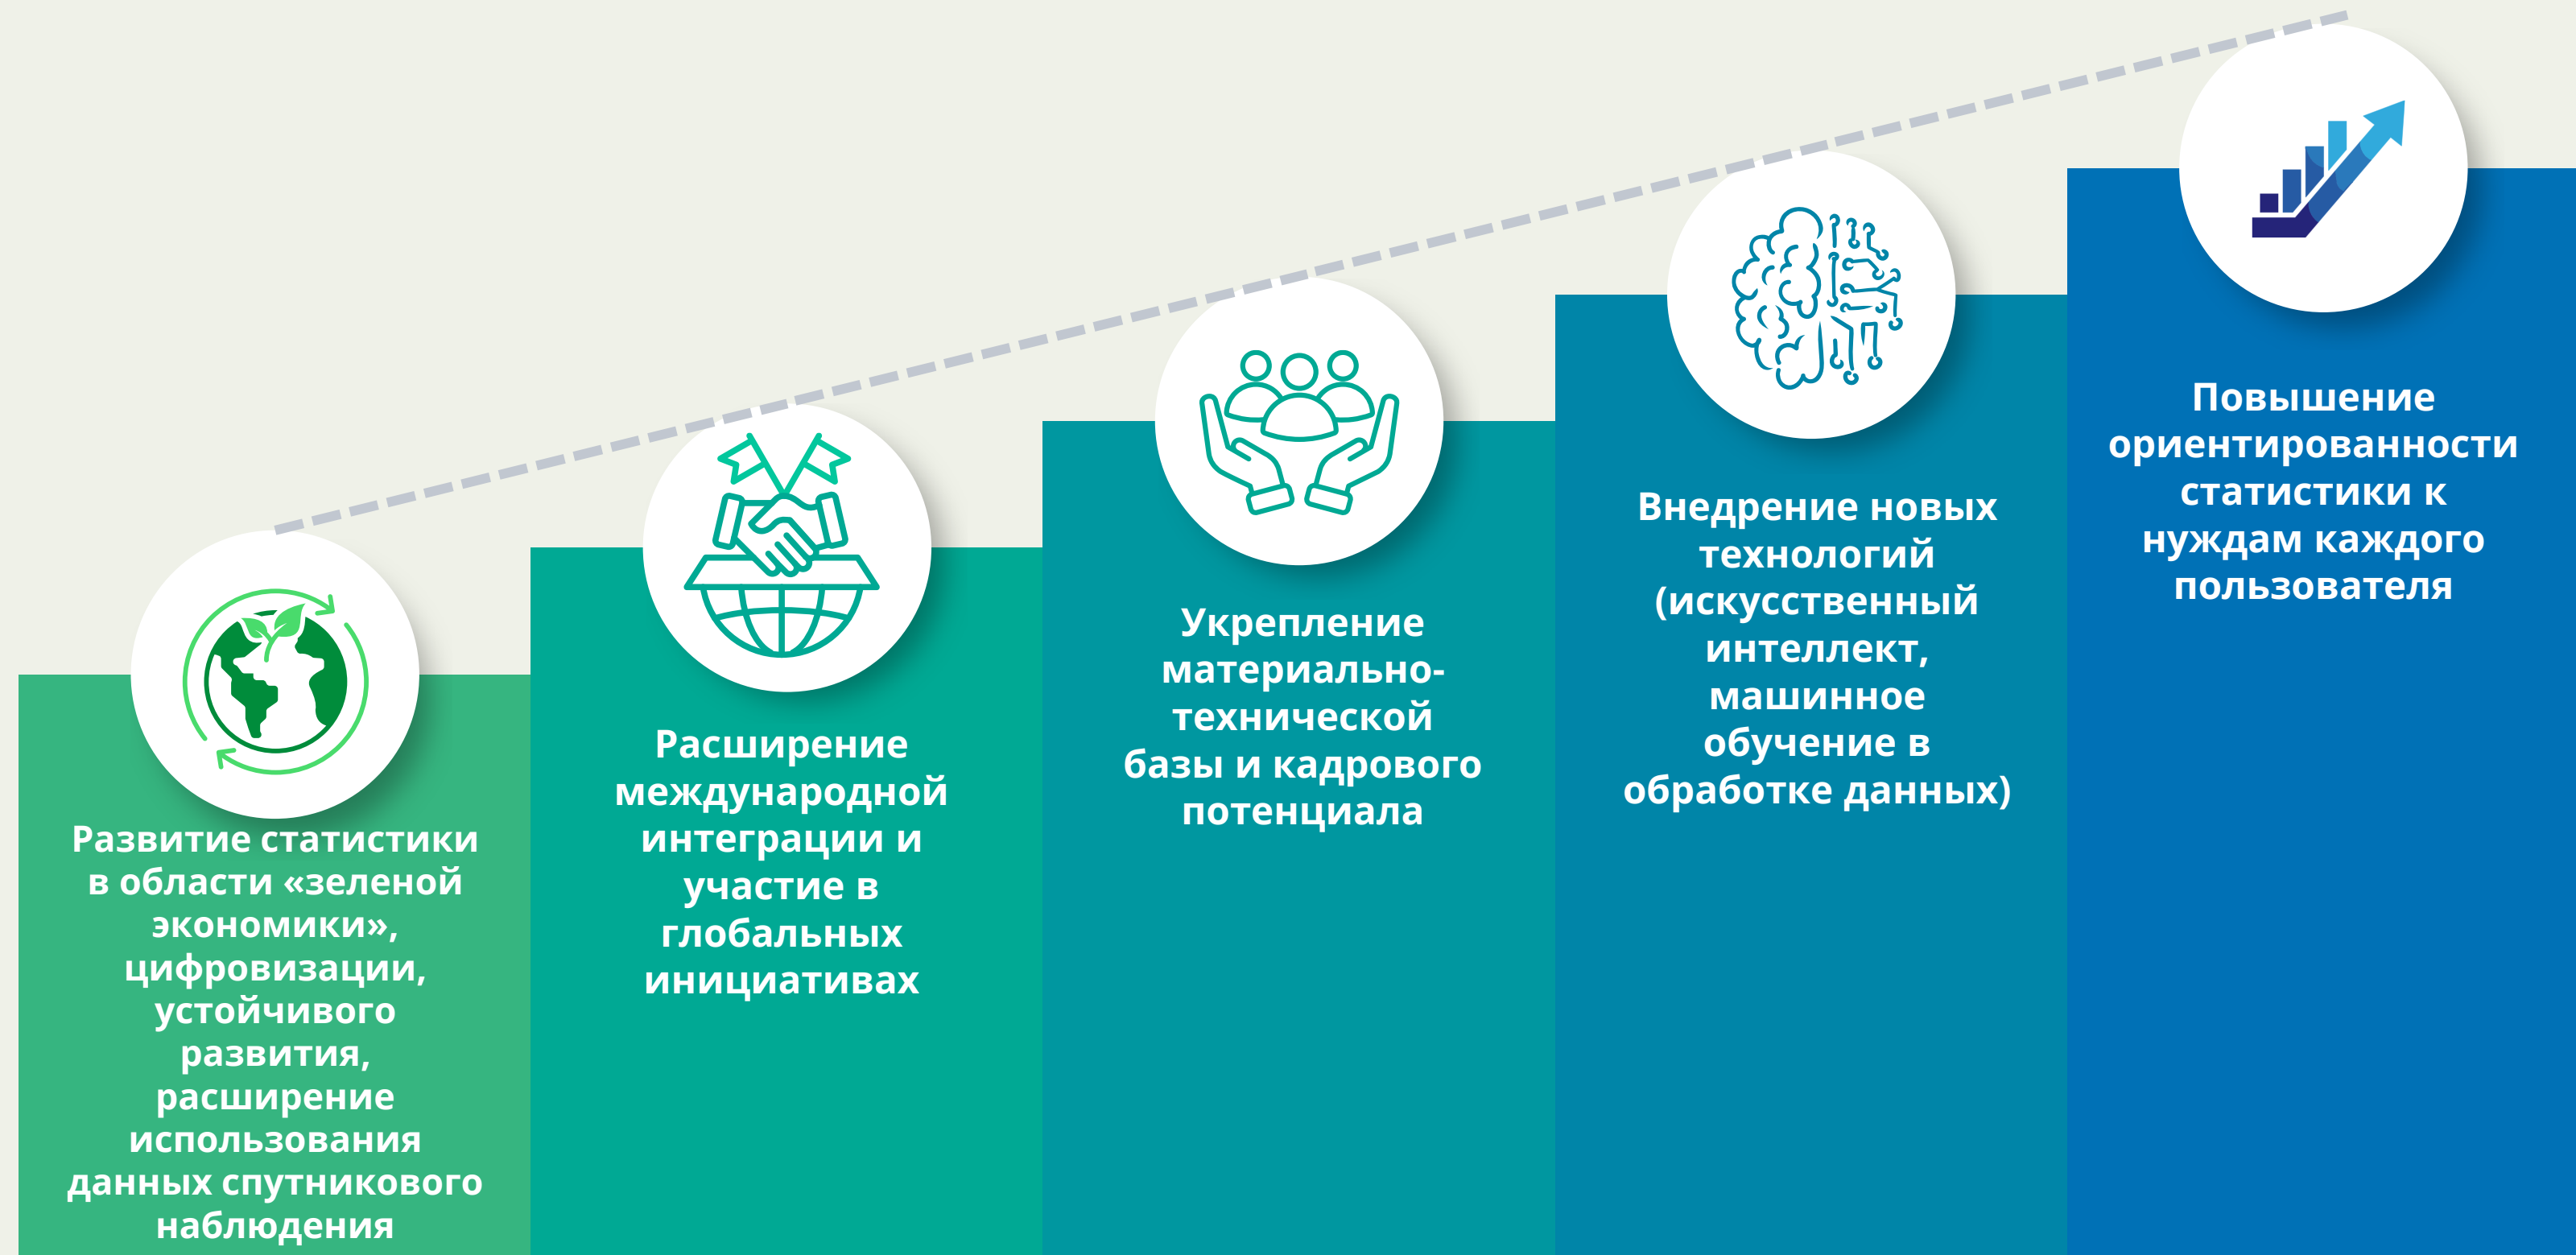 Развитие статистики
в области «зеленой
экономики»,
цифровизации,
устойчивого
развития,
расширение
использования
данных спутникового
наблюдения
Расширение
международной
интеграции и
участие в
глобальных
инициативах
Укрепление
материально-
технической
базы и кадрового
потенциала
Внедрение новых
технологий
(искусственный
интеллект,
машинное
обучение в
обработке данных)
Повышение
ориентированности
статистики к
нуждам каждого
пользователя